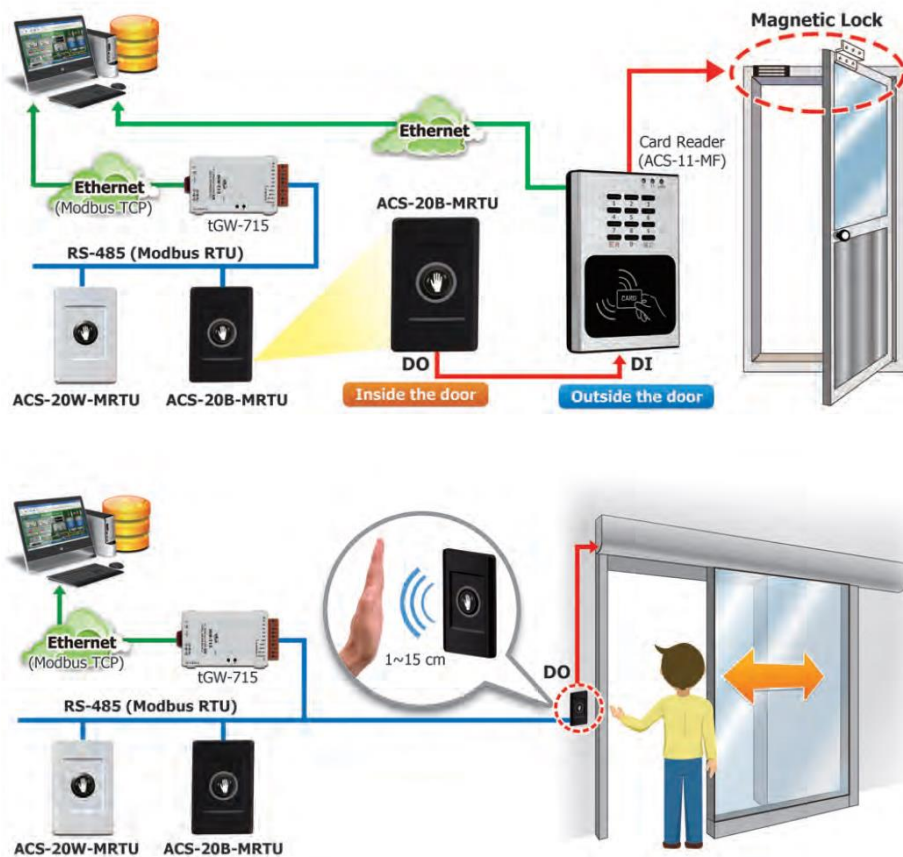 Magnetic Lock
Ethernet
Card Reader
(ACS-11-MF)
Ethernet
(Modbus TCP)
tGW-715
ACS-20B-MRTU
RS-485 (Modbus RTU)
CARD
DO
DI
ACS-20W-MRTU
ACS-20B-MRTU
Inside the door
Outside the door
1~15 cm
Ethernet
(Modbus TCP)
tGW-715
DO
RS-485 (Modbus RTU)
ACS-20W-MRTU
ACS-20B-MRTU